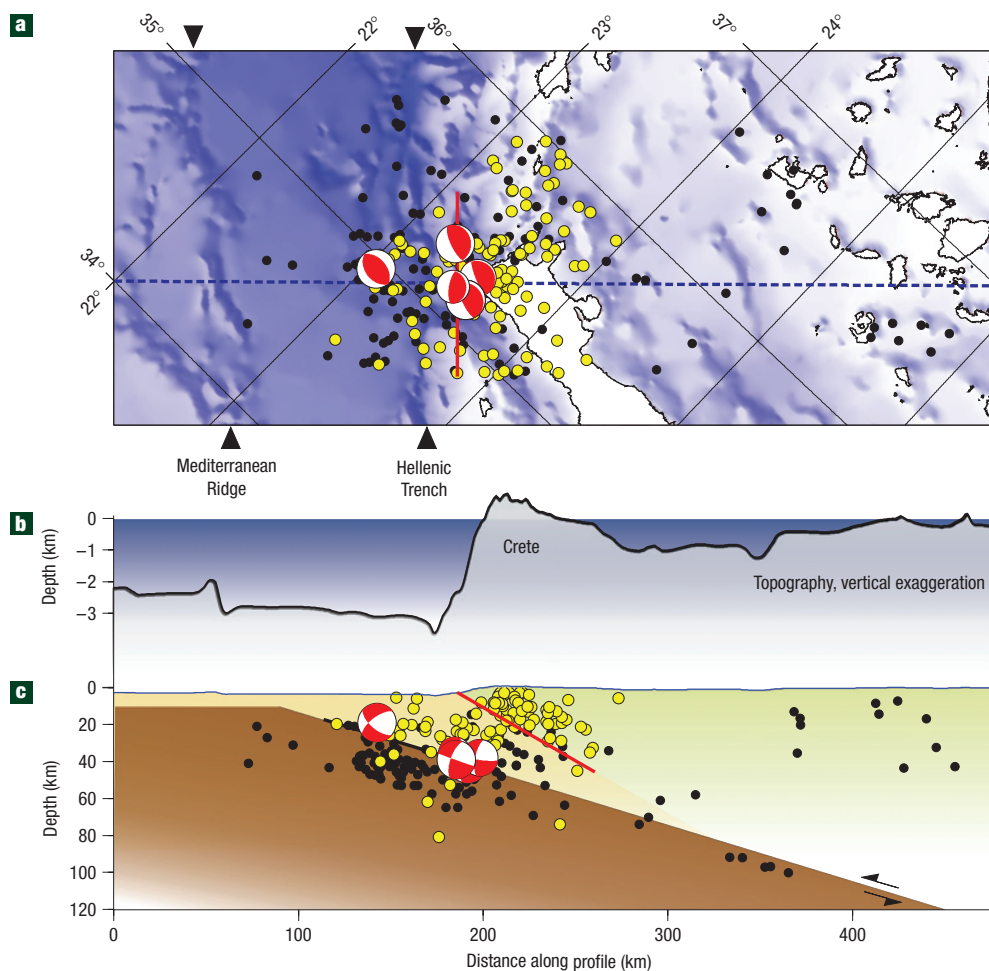 a
35°
22°
36°
23°
37°
24°
34°
22°
Mediterranean
Ridge
Hellenic
Trench
b
Depth (km)
0
–1
–2
–3
Crete
Topography, vertical exaggeration
c
Depth (km)
0
20
40
60
80
100
120
0
100
200
300
400
Distance along profile (km)